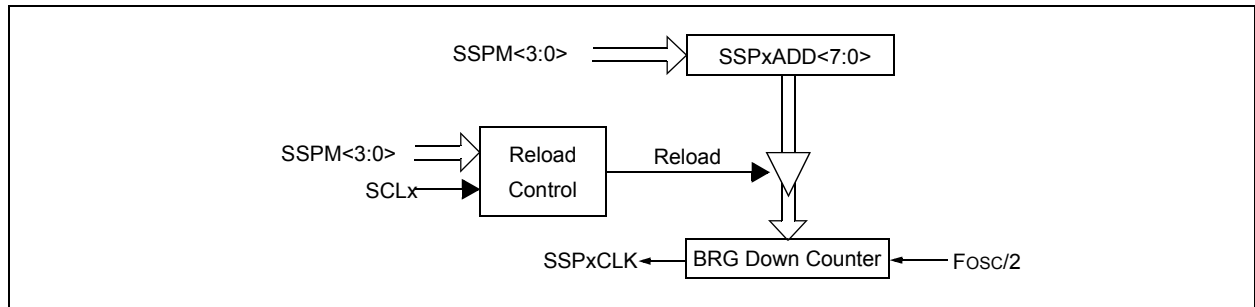 SSPM<3:0>
SSPxADD<7:0>
SSPM<3:0>
Reload
Control
Reload
SCLx
SSPxCLK
BRG Down Counter
FOSC/2